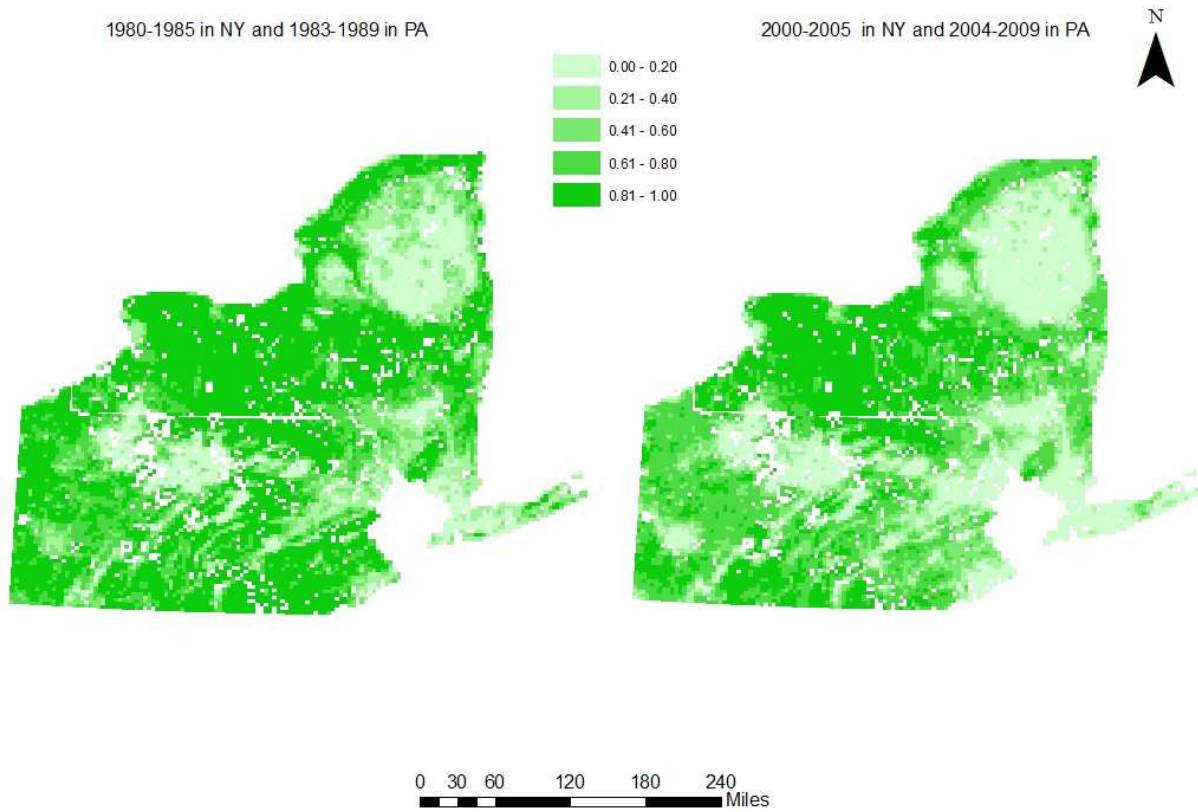 1980-1985 in NY and 1983-1989 in PA
2000-2005 in NY and 2004-2009 in PA
N
0.00 - 0.20
0.21 - 0.40
0.41 - 0.60
0.61 - 0.80
0.81 - 1.00
0 30 60 120 180 240
Miles